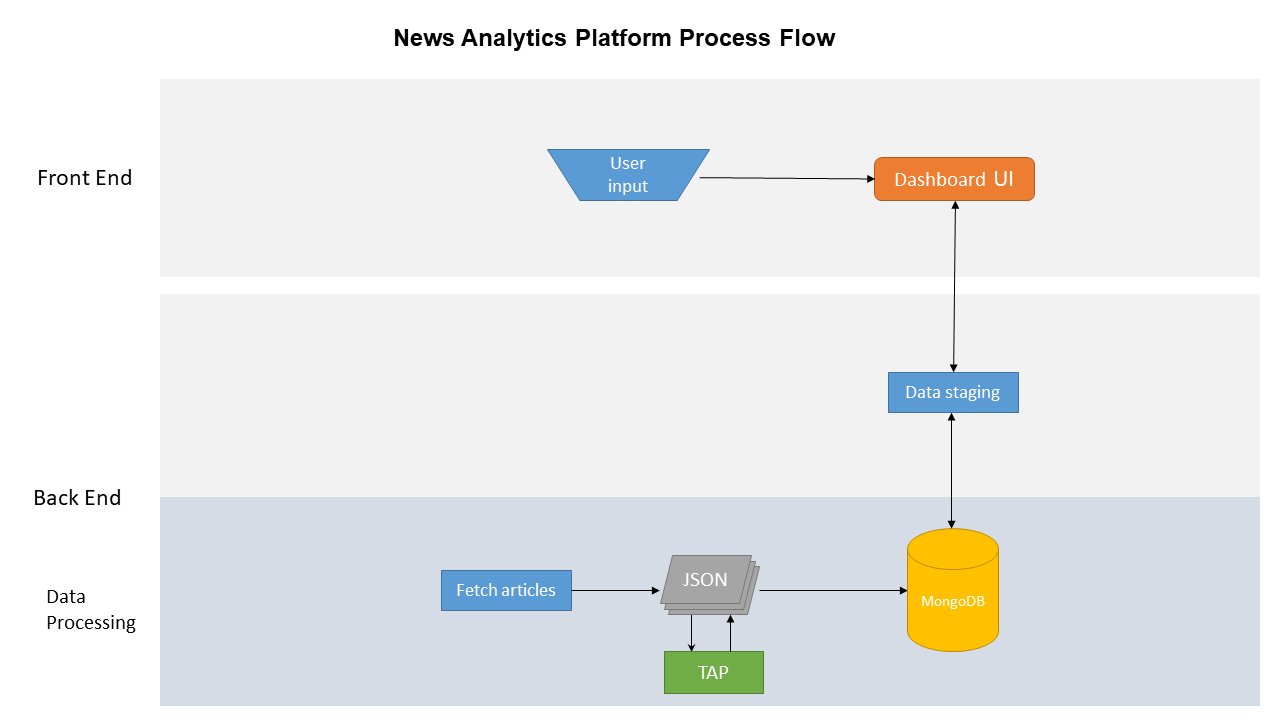 News Analytics Platform Process Flow
Front End
User
input
Dashboard UI
Data staging
Back End
Data
Processing
Fetch articles
JSON
MongoDB
TAP